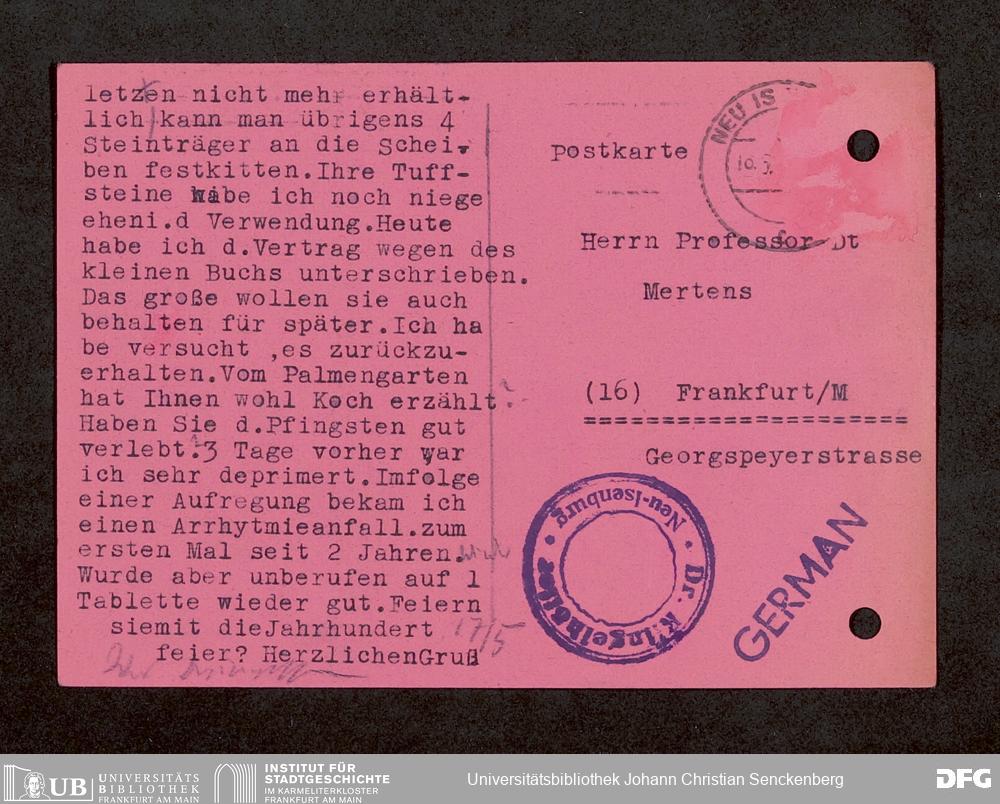 letzen nicht mehr erhält-
lich kann man übrigens 4
Steinträger an die Schei-
ben festkitten.Ihre Tuff-
steine habe ich noch niege
eheni.d Verwendung.Heute
habe ich d.Vertrag wegen des
kleinen Buchs unterschrieben.
Das große wollen sie auch
behalten für später.Ich ha
be versucht ,es zurückzu-
erhalten.Vom Palmengarten
hat Ihnen wohl Koch erzählt?
Haben Sie d.Pfingsten gut
verlebt?3 Tage vorher war
ich sehr deprimert.Imfolge
einer Aufregung bekam ich
einen Arrhytmieanfall.zum
ersten Mal seit 2 Jahren.
Wurde aber unberufen auf 1
Tablette wieder gut.Feiern
siemit dieJahrhundert
feier? HerzlichenGruß
17/5
NEU IS
19.5.
Postkarte
Herrn Professor Dt
Mertens
(16) Frankfurt/M
Georgspeyerstrasse
Dr. Klingelhöffer
Neu-Isenburg
GERMAN
UB UNIVERSITÄTS
BIBLIOTHEK
FRANKFURT AM MAIN
INSTITUT FÜR
STADTGESCHICHTE
IM KARMELITERKLOSTER
FRANKFURT AM MAIN
Universitätsbibliothek Johann Christian Senckenberg
DFG